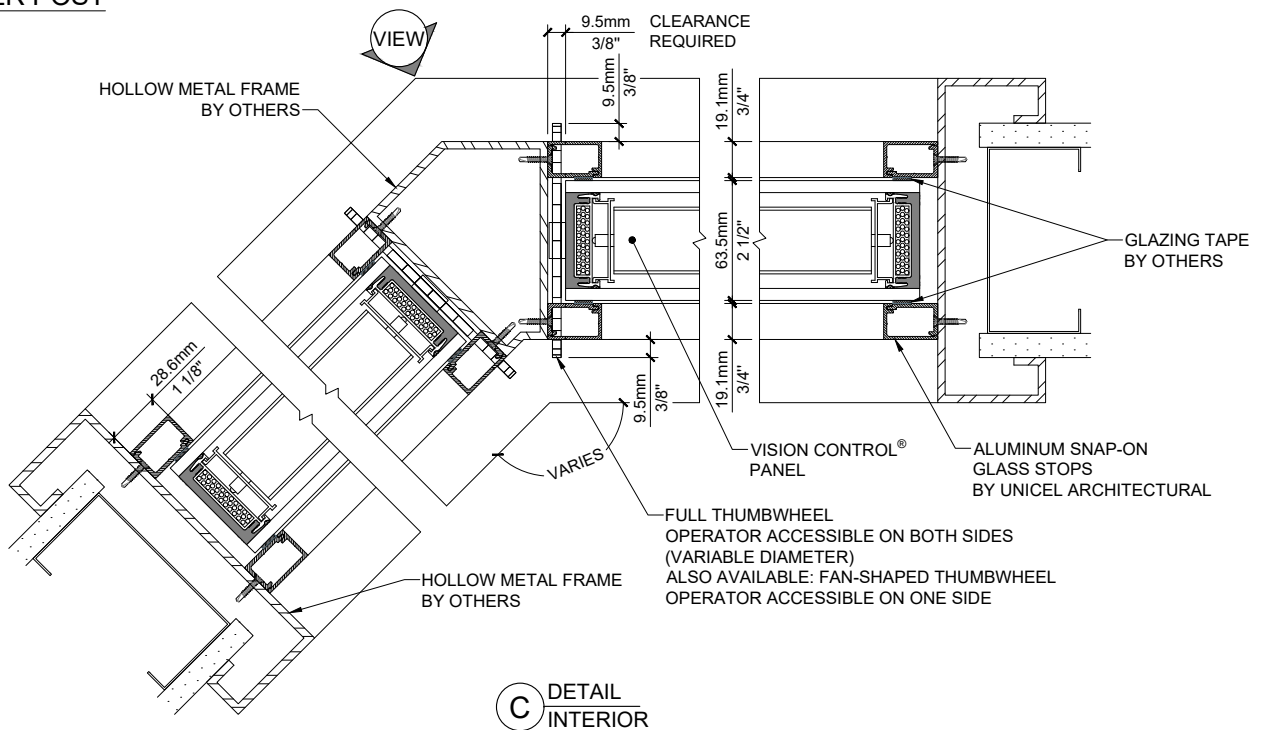 VIEW
9.5mm
3/8"
CLEARANCE
REQUIRED
HOLLOW METAL FRAME
BY OTHERS
9.5mm
3/8"
19.1mm
3/4"
63.5mm
2 1/2"
GLAZING TAPE
BY OTHERS
28.6mm
1 1/8"
9.5mm
3/8"
19.1mm
3/4"
VARIES
VISION CONTROL®
PANEL
ALUMINUM SNAP-ON
GLASS STOPS
BY UNICEL ARCHITECTURAL
FULL THUMBWHEEL
OPERATOR ACCESSIBLE ON BOTH SIDES
(VARIABLE DIAMETER)
ALSO AVAILABLE: FAN-SHAPED THUMBWHEEL
OPERATOR ACCESSIBLE ON ONE SIDE
HOLLOW METAL FRAME
BY OTHERS
C
DETAIL
INTERIOR